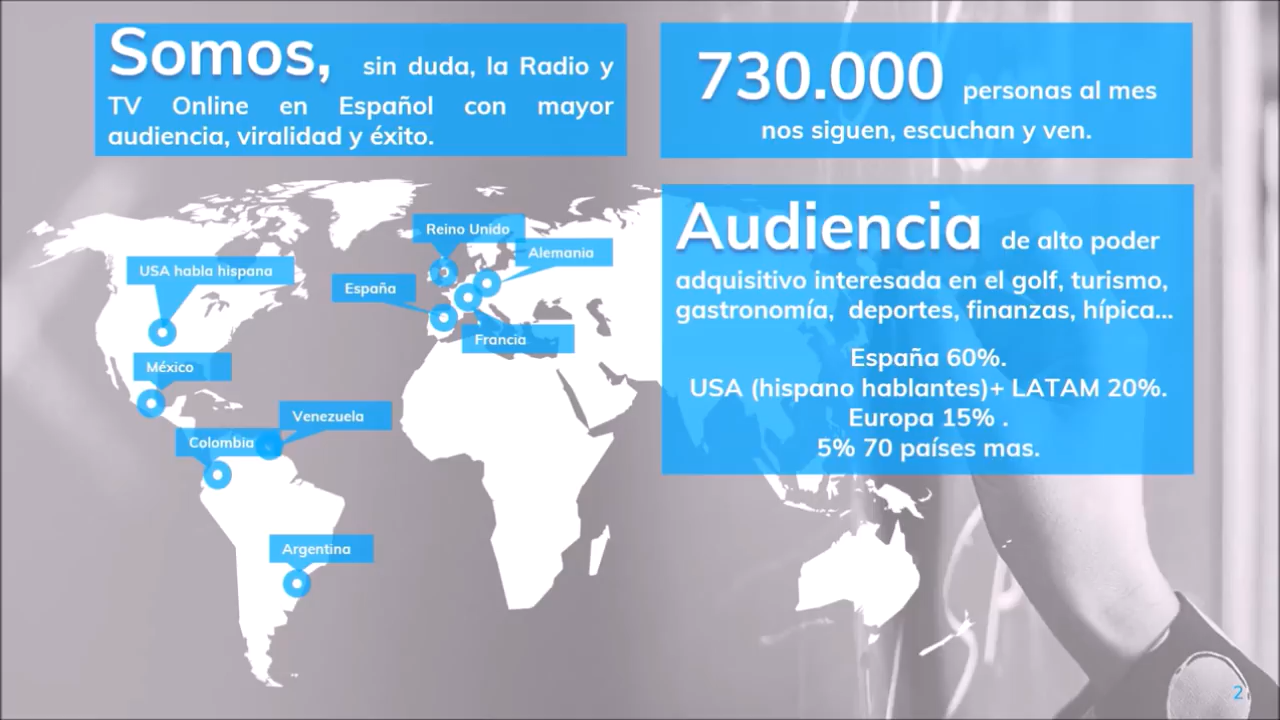 Somos, sin duda, la Radio y
TV Online en Español con mayor
audiencia, viralidad y éxito.
730.000 personas al mes
nos siguen, escuchan y ven.
Audiencia de alto poder
adquisitivo interesada en el golf, turismo,
gastronomía, deportes, finanzas, hípica...
España 60%.
USA (hispano hablantes)+ LATAM 20%.
Europa 15% .
5% 70 países mas.
Reino Unido
Alemania
USA habla hispana
España
Francia
México
Venezuela
Colombia
Argentina
2